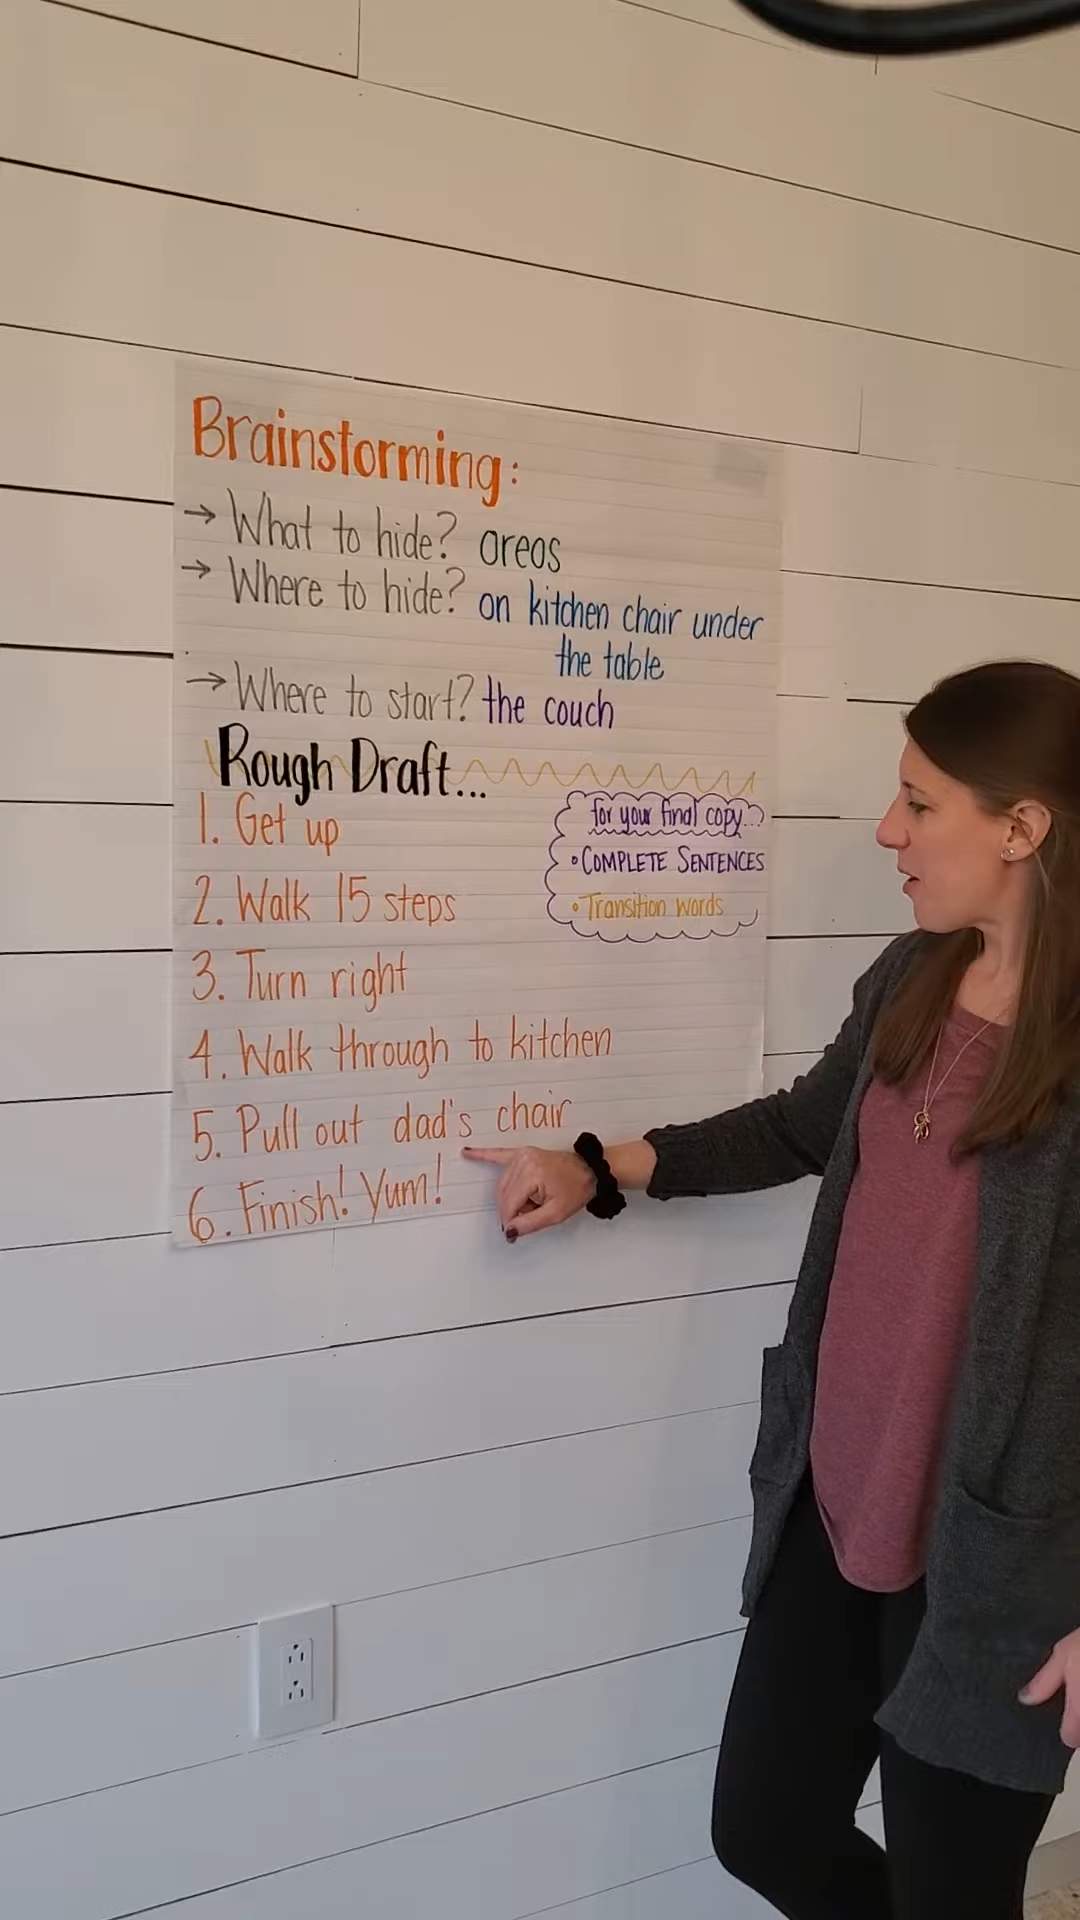 Brainstorming:
→ What to hide? oreos
→ Where to hide? on kitchen chair under
the table
→ Where to start? the couch
Rough Draft...
1. Get up
2. Walk 15 steps
3. Turn right
4. Walk through to kitchen
5. Pull out dad's chair
6. Finish! Yum!
for your final copy...
• COMPLETE SENTENCES
• Transition words